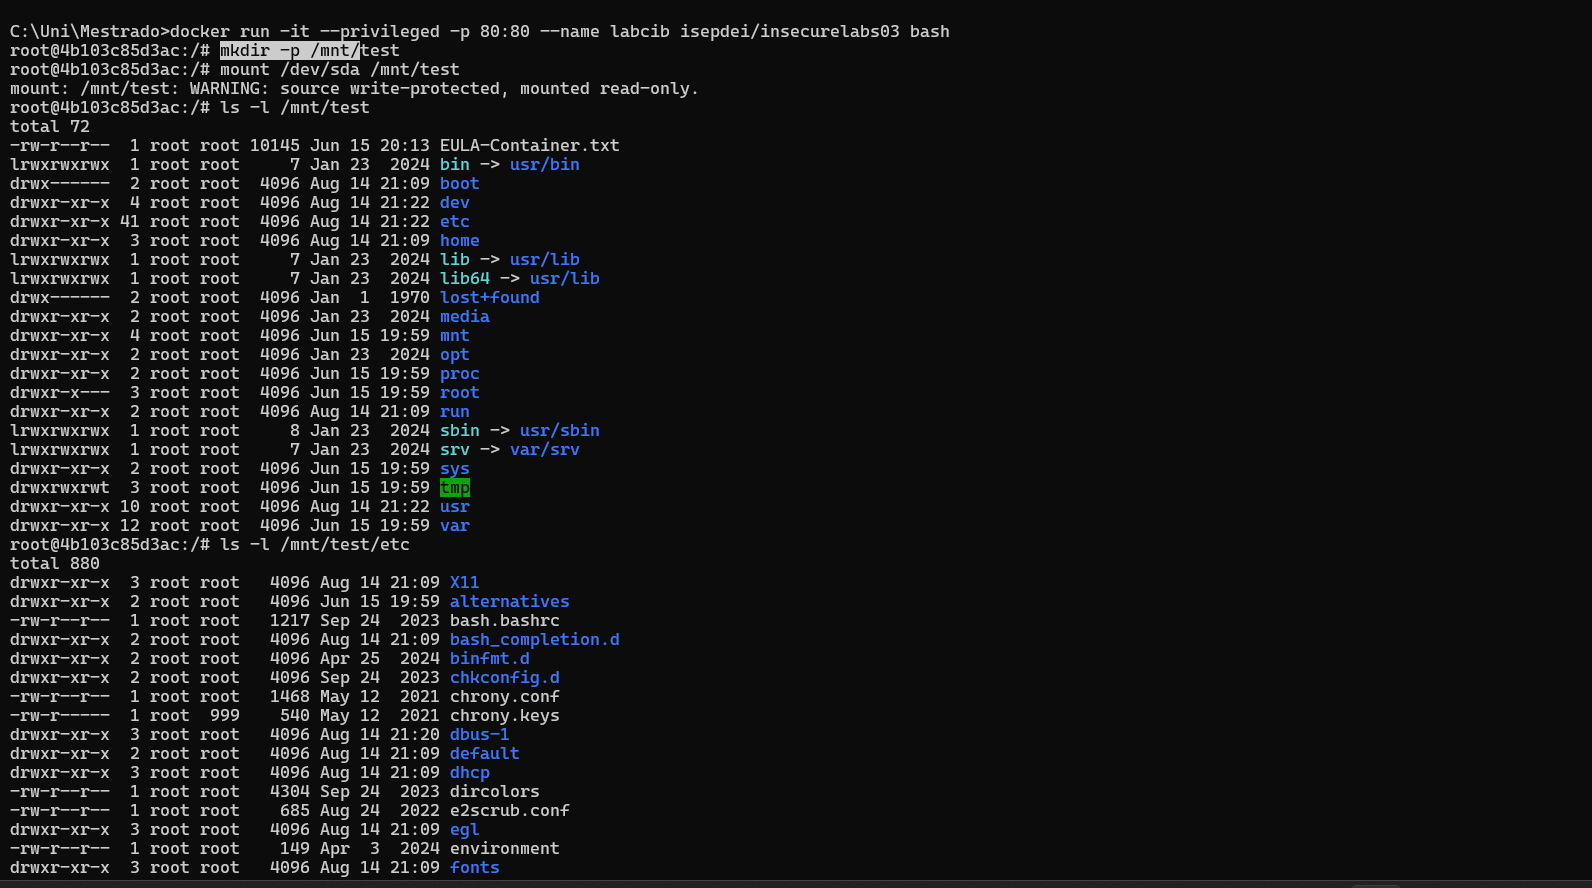 C:\Uni\Mestrado>docker run -it --privileged -p 80:80 --name labcib isepdei/insecurelabs03 bash
root@4b103c85d3ac:/# mkdir -p /mnt/test
root@4b103c85d3ac:/# mount /dev/sda /mnt/test
mount: /mnt/test: WARNING: source write-protected, mounted read-only.
root@4b103c85d3ac:/# ls -l /mnt/test
total 72
-rw-r--r--  1 root root 10145 Jun 15 20:13 EULA-Container.txt
lrwxrwxrwx  1 root root     7 Jan 23  2024 bin -> usr/bin
drwx------  2 root root  4096 Aug 14 21:09 boot
drwxr-xr-x  4 root root  4096 Aug 14 21:22 dev
drwxr-xr-x 41 root root  4096 Aug 14 21:22 etc
drwxr-xr-x  3 root root  4096 Aug 14 21:09 home
lrwxrwxrwx  1 root root     7 Jan 23  2024 lib -> usr/lib
lrwxrwxrwx  1 root root     7 Jan 23  2024 lib64 -> usr/lib
drwx------  2 root root  4096 Jan  1  1970 lost+found
drwxr-xr-x  2 root root  4096 Jan 23  2024 media
drwxr-xr-x  4 root root  4096 Jun 15 19:59 mnt
drwxr-xr-x  2 root root  4096 Jan 23  2024 opt
drwxr-xr-x  2 root root  4096 Jun 15 19:59 proc
drwxr-x---  3 root root  4096 Jun 15 19:59 root
drwxr-xr-x  2 root root  4096 Aug 14 21:09 run
lrwxrwxrwx  1 root root     8 Jan 23  2024 sbin -> usr/sbin
lrwxrwxrwx  1 root root     7 Jan 23  2024 srv -> var/srv
drwxr-xr-x  2 root root  4096 Jun 15 19:59 sys
drwxrwxrwt  3 root root  4096 Jun 15 19:59 tmp
drwxr-xr-x 10 root root  4096 Aug 14 21:22 usr
drwxr-xr-x 12 root root  4096 Jun 15 19:59 var
root@4b103c85d3ac:/# ls -l /mnt/test/etc
total 880
drwxr-xr-x  3 root root   4096 Aug 14 21:09 X11
drwxr-xr-x  2 root root   4096 Jun 15 19:59 alternatives
-rw-r--r--  1 root root   1217 Sep 24  2023 bash.bashrc
drwxr-xr-x  2 root root   4096 Aug 14 21:09 bash_completion.d
drwxr-xr-x  2 root root   4096 Apr 25  2024 binfmt.d
drwxr-xr-x  2 root root   4096 Sep 24  2023 chkconfig.d
-rw-r--r--  1 root root   1468 May 12  2021 chrony.conf
-rw-r-----  1 root  999    540 May 12  2021 chrony.keys
drwxr-xr-x  3 root root   4096 Aug 14 21:20 dbus-1
drwxr-xr-x  2 root root   4096 Aug 14 21:09 default
drwxr-xr-x  3 root root   4096 Aug 14 21:09 dhcp
-rw-r--r--  1 root root   4304 Sep 24  2023 dircolors
-rw-r--r--  1 root root    685 Aug 24  2022 e2scrub.conf
drwxr-xr-x  3 root root   4096 Aug 14 21:09 egl
-rw-r--r--  1 root root    149 Apr  3  2024 environment
drwxr-xr-x  3 root root   4096 Aug 14 21:09 fonts